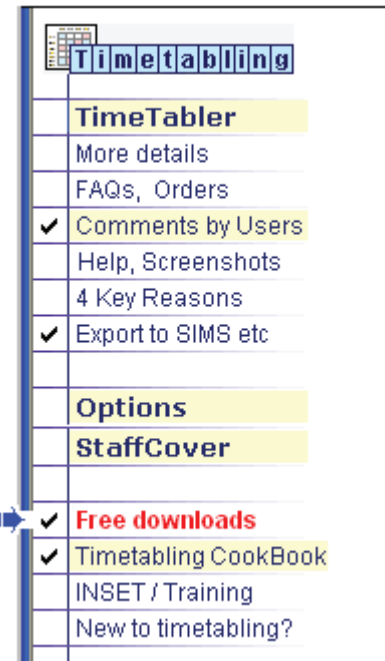 Timetabling
TimeTabler
More details
FAQs, Orders
Comments by Users
Help, Screenshots
4 Key Reasons
Export to SIMS etc
Options
StaffCover
Free downloads
Timetabling CookBook
INSET / Training
New to timetabling?